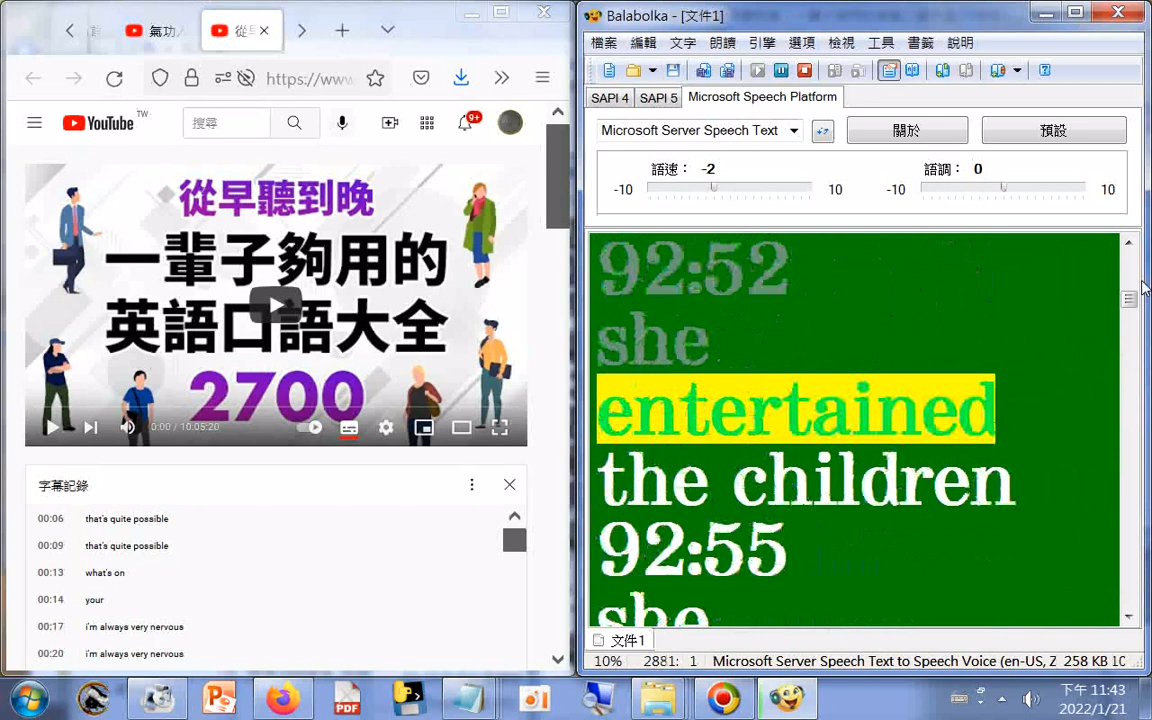 氣功
從
https://www
YouTube TW
搜尋
9+
從早聽到晚
一輩子夠用的
英語口語大全
2700
0:00 / 10:05:20
字幕記錄
00:06 that's quite possible
00:09 that's quite possible
00:13 what's on
00:14 your
00:17 i'm always very nervous
00:20 i'm always very nervous
Balabolka - [文件1]
檔案 編輯 文字 朗讀 引擎 選項 檢視 工具 書籤 說明
SAPI 4 SAPI 5 Microsoft Speech Platform
Microsoft Server Speech Text 關於 預設
語速： -2 語調： 0
-10 10 -10 10
92:52
she
entertained
the children
92:55
she
文件1
10% 2881: 1 Microsoft Server Speech Text to Speech Voice (en-US, Z 258 KB 10
PDF
下午 11:43
2022/1/21